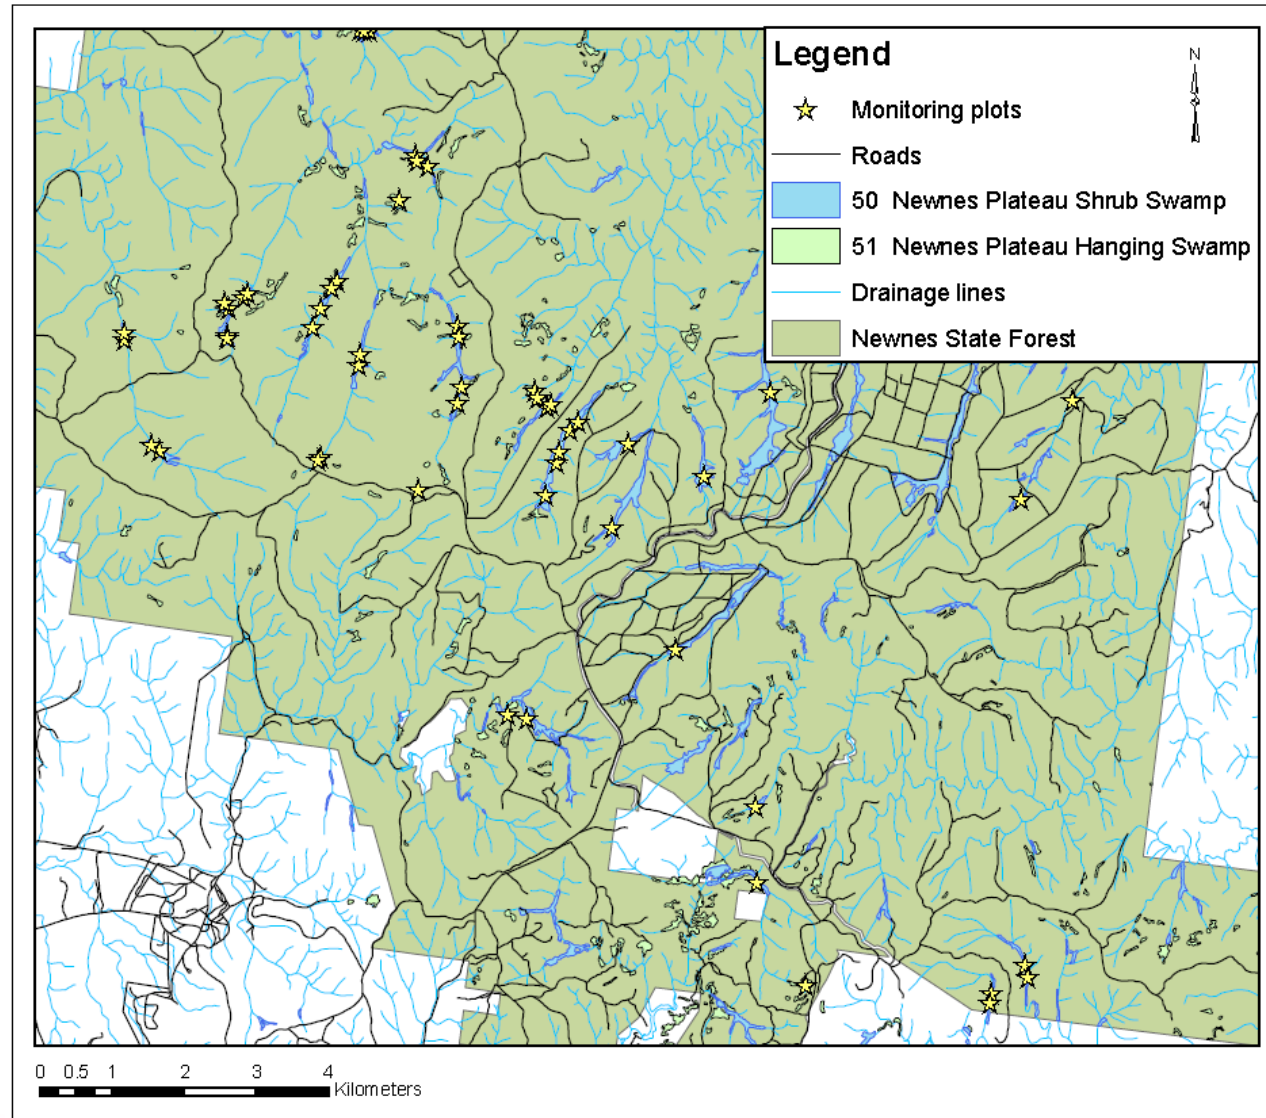 Legend
N
Monitoring plots
Roads
50 Newnes Plateau Shrub Swamp
51 Newnes Plateau Hanging Swamp
Drainage lines
Newnes State Forest
0 0.5 1 2 3 4
Kilometers